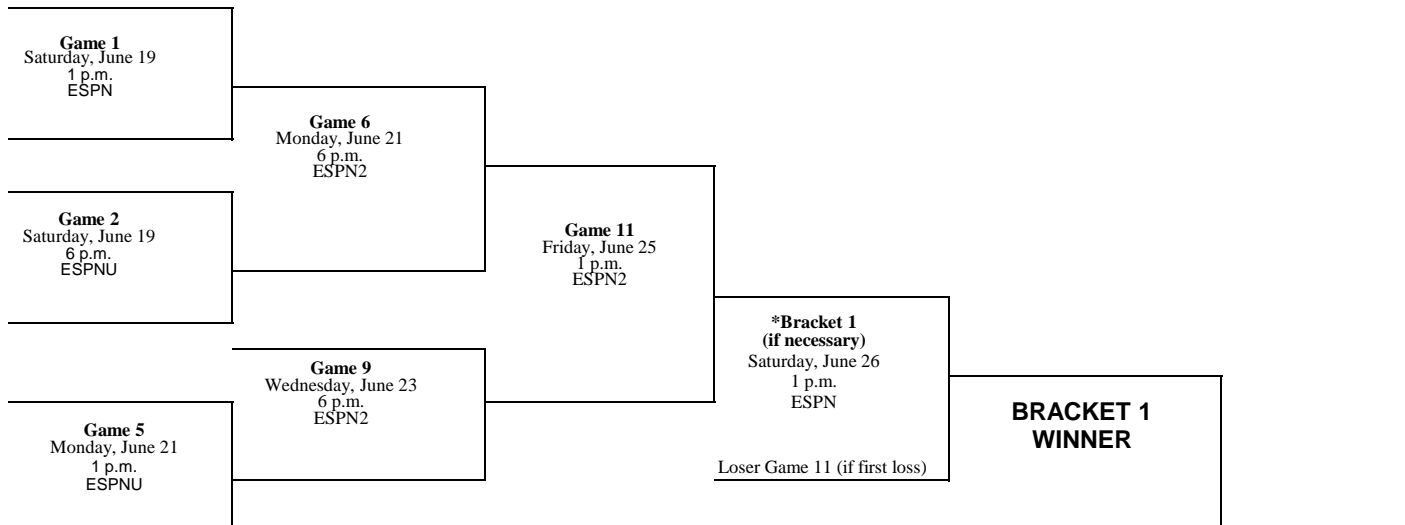 Game 1
Saturday, June 19
1 p.m.
ESPN
Game 6
Monday, June 21
6 p.m.
ESPN2
Game 2
Saturday, June 19
6 p.m.
ESPNU
Game 11
Friday, June 25
1 p.m.
ESPN2
*Bracket 1
(if necessary)
Saturday, June 26
1 p.m.
ESPN
Game 9
Wednesday, June 23
6 p.m.
ESPN2
BRACKET 1
WINNER
Game 5
Monday, June 21
1 p.m.
ESPNU
Loser Game 11 (if first loss)